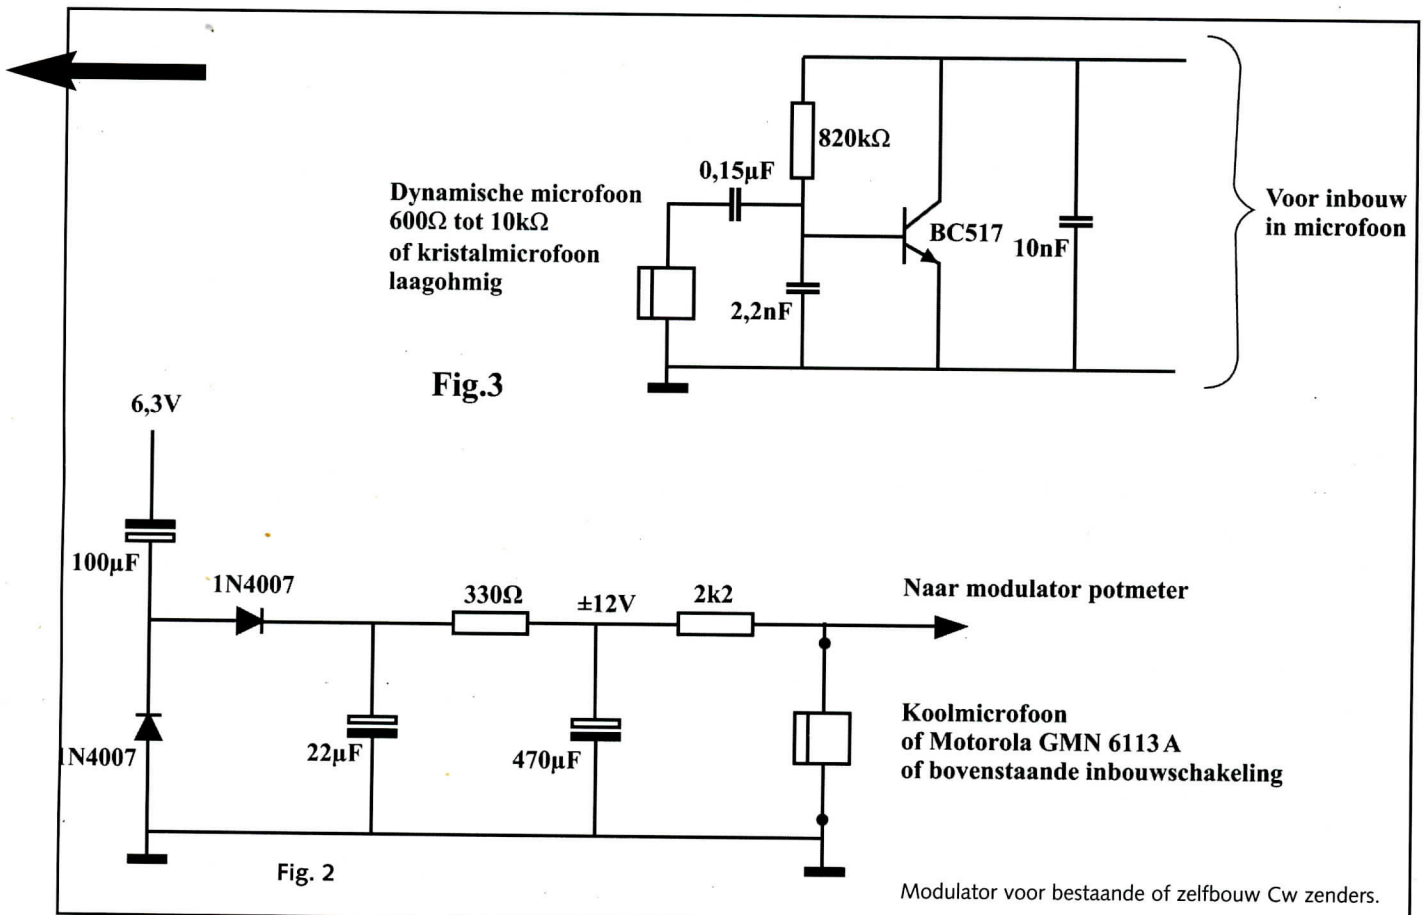 820kΩ
0,15µF
Dynamische microfoon
600Ω tot 10kΩ
of kristalmicrofoon
laagohmig
BC517
10nF
2,2nF
Voor inbouw
in microfoon
Fig.3
6,3V
100µF
1N4007
330Ω
±12V
2k2
Naar modulator potmeter
1N4007
22µF
470µF
Koolmicrofoon
of Motorola GMN 6113 A
of bovenstaande inbouwschakeling
Fig. 2
Modulator voor bestaande of zelfbouw Cw zenders.